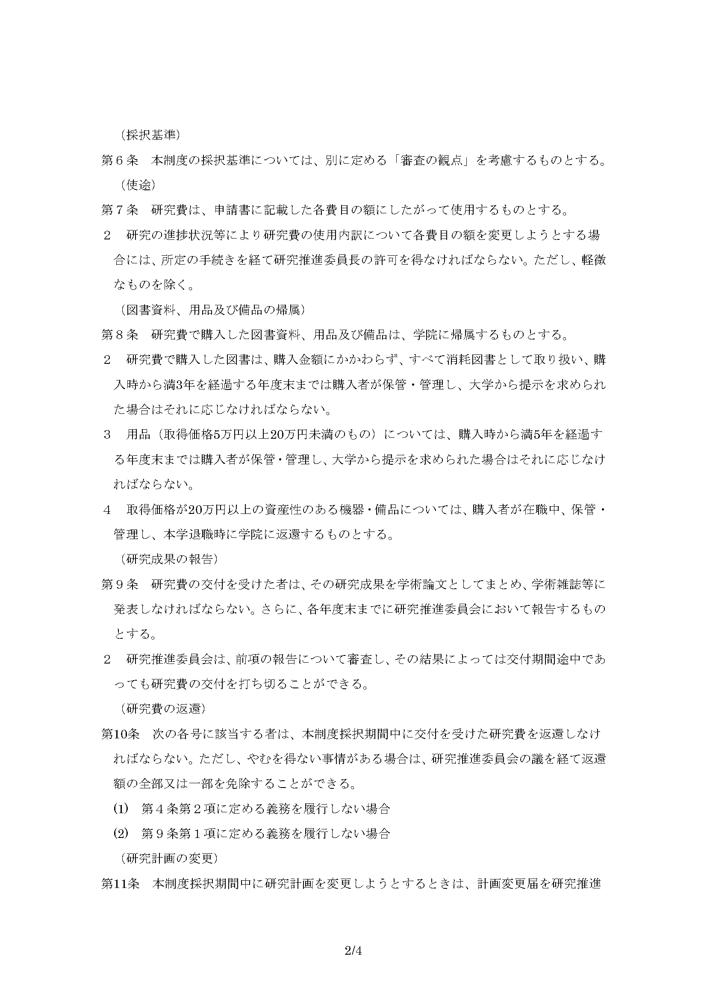 （採択基準）
第６条　本制度の採択基準については、別に定める「審査の観点」を考慮するものとする。
（使途）
第７条　研究費は、申請書に記載した各費目の額にしたがって使用するものとする。
２　研究の進捗状況等により研究費の使用内訳について各費目の額を変更しようとする場
合には、所定の手続きを経て研究推進委員長の許可を得なければならない。ただし、軽微
なものを除く。
（図書資料、用品及び備品の帰属）
第８条　研究費で購入した図書資料、用品及び備品は、学院に帰属するものとする。
２　研究費で購入した図書は、購入金額にかかわらず、すべて消耗図書として取り扱い、購
入時から満3年を経過する年度末までは購入者が保管・管理し、大学から提示を求められ
た場合はそれに応じなければならない。
３　用品（取得価格5万円以上20万円未満のもの）については、購入時から満5年を経過す
る年度末までは購入者が保管・管理し、大学から提示を求められた場合はそれに応じなけ
ればならない。
４　取得価格が20万円以上の資産性のある機器・備品については、購入者が在職中、保管・
管理し、本学退職時に学院に返還するものとする。
（研究成果の報告）
第９条　研究費の交付を受けた者は、その研究成果を学術論文としてまとめ、学術雑誌等に
発表しなければならない。さらに、各年度末までに研究推進委員会において報告するもの
とする。
２　研究推進委員会は、前項の報告について審査し、その結果によっては交付期間途中であ
っても研究費の交付を打ち切ることができる。
（研究費の返還）
第10条　次の各号に該当する者は、本制度採択期間中に交付を受けた研究費を返還しなけ
ればならない。ただし、やむを得ない事情がある場合は、研究推進委員会の議を経て返還
額の全部又は一部を免除することができる。
(1)　第４条第２項に定める義務を履行しない場合
(2)　第９条第１項に定める義務を履行しない場合
（研究計画の変更）
第11条　本制度採択期間中に研究計画を変更しようとするときは、計画変更届を研究推進
2/4